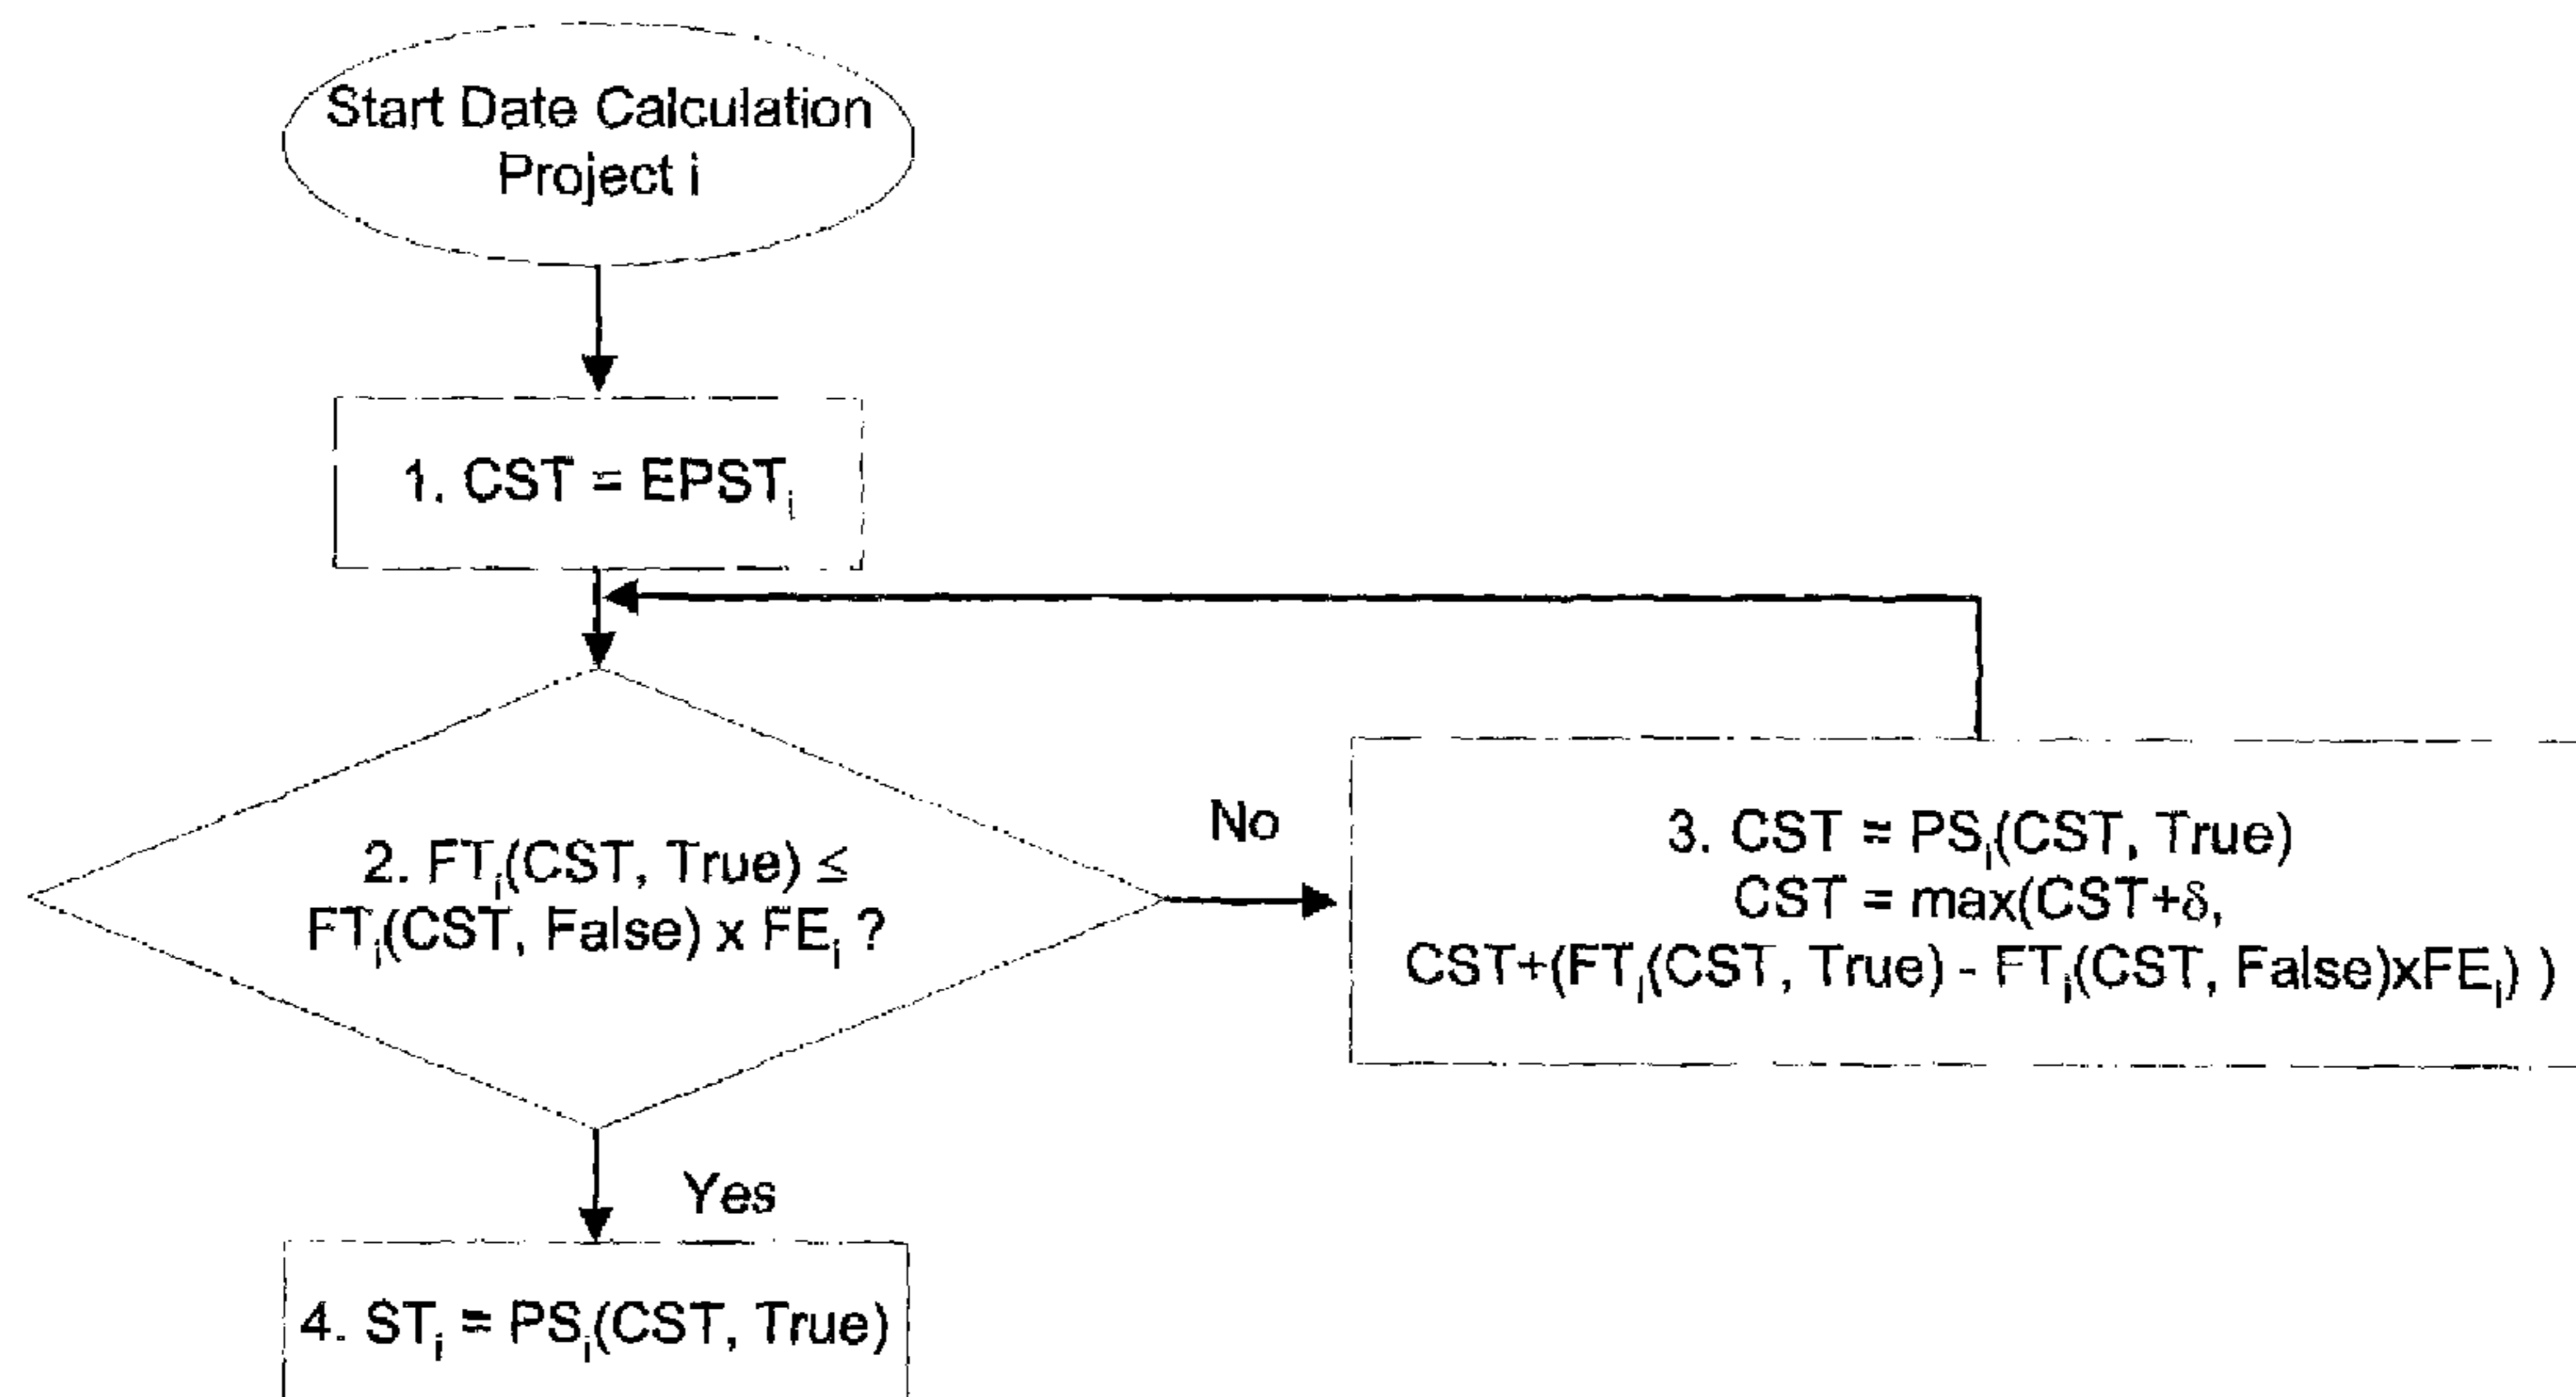 Start Date Calculation
Project i
1. CST = EPSTᵢ
2. FTᵢ(CST, True) ≤
FTᵢ(CST, False) x FEᵢ ?
No
3. CST = PSᵢ(CST, True)
CST = max(CST+δ,
CST+(FTᵢ(CST, True) - FTᵢ(CST, False)xFEᵢ) )
Yes
4. STᵢ = PSᵢ(CST, True)